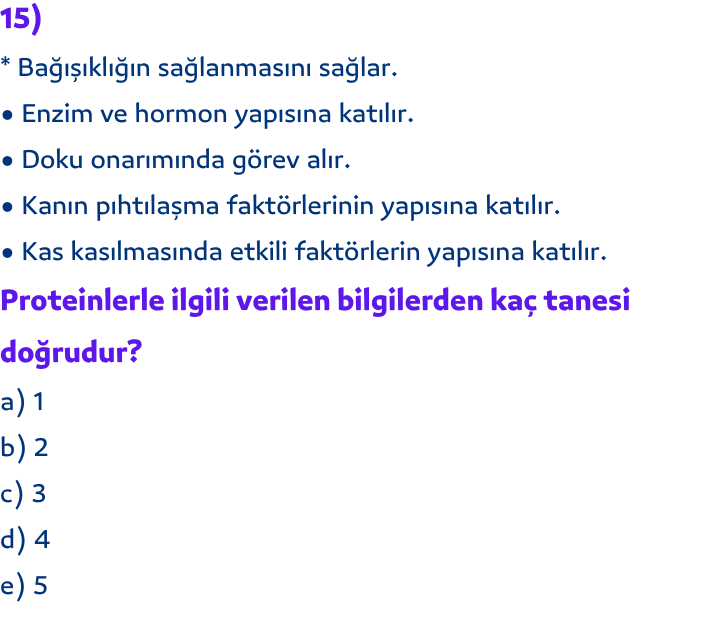 15)
* Bağışıklığın sağlanmasını sağlar.
• Enzim ve hormon yapısına katılır.
• Doku onarımında görev alır.
• Kanın pıhtılaşma faktörlerinin yapısına katılır.
• Kas kasılmasında etkili faktörlerin yapısına katılır.
Proteinlerle ilgili verilen bilgilerden kaç tanesi
doğrudur?
a) 1
b) 2
c) 3
d) 4
e) 5